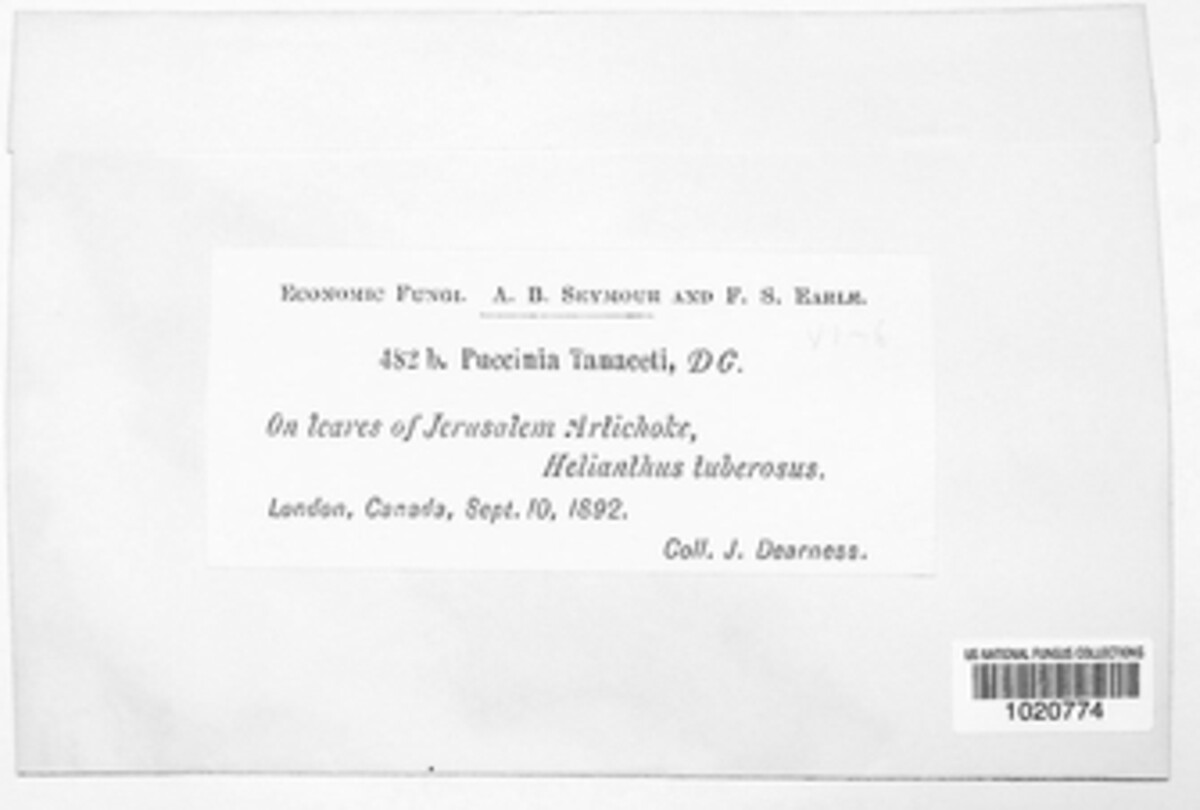 ECONOMIC FUNGI. A. B. SEYMOUR AND F. S. EARLE.
482 b. Puccinia Tanaceti, DC.
On leaves of Jerusalem Artichoke,
Helianthus tuberosus.
London, Canada, Sept. 10, 1892.
Coll. J. Dearness.
US NATIONAL FUNGUS COLLECTIONS
1020774